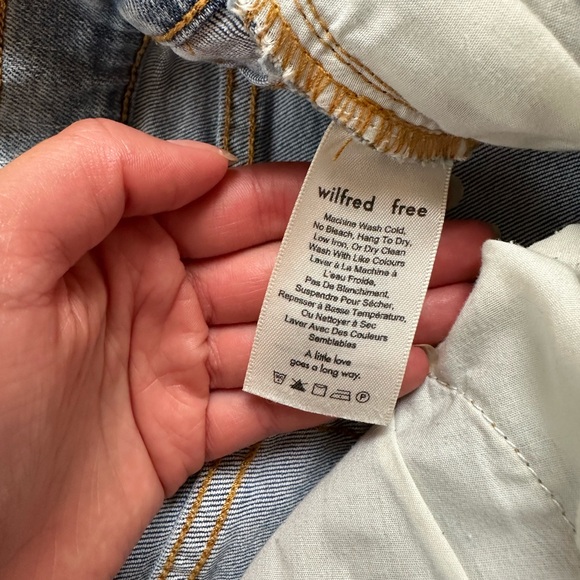 wilfred free
Machine Wash Cold,
No Bleach, Hang To Dry,
Low Iron, Or Dry Clean
Wash With Like Colours
Laver à La Machine à
L'eau Froide,
Pas De Blanchiment,
Suspendre Pour Sécher,
Repesser à Basse Température,
Ou Nettoyer à Sec
Laver Avec Des Couleurs
Semblables
A little love
goes a long way.
P